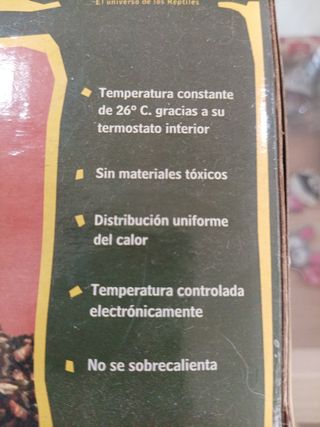 El universo de los Reptiles
Temperatura constante
de 26º C. gracias a su
termostato interior
Sin materiales tóxicos
Distribución uniforme
del calor
Temperatura controlada
electrónicamente
No se sobrecalienta